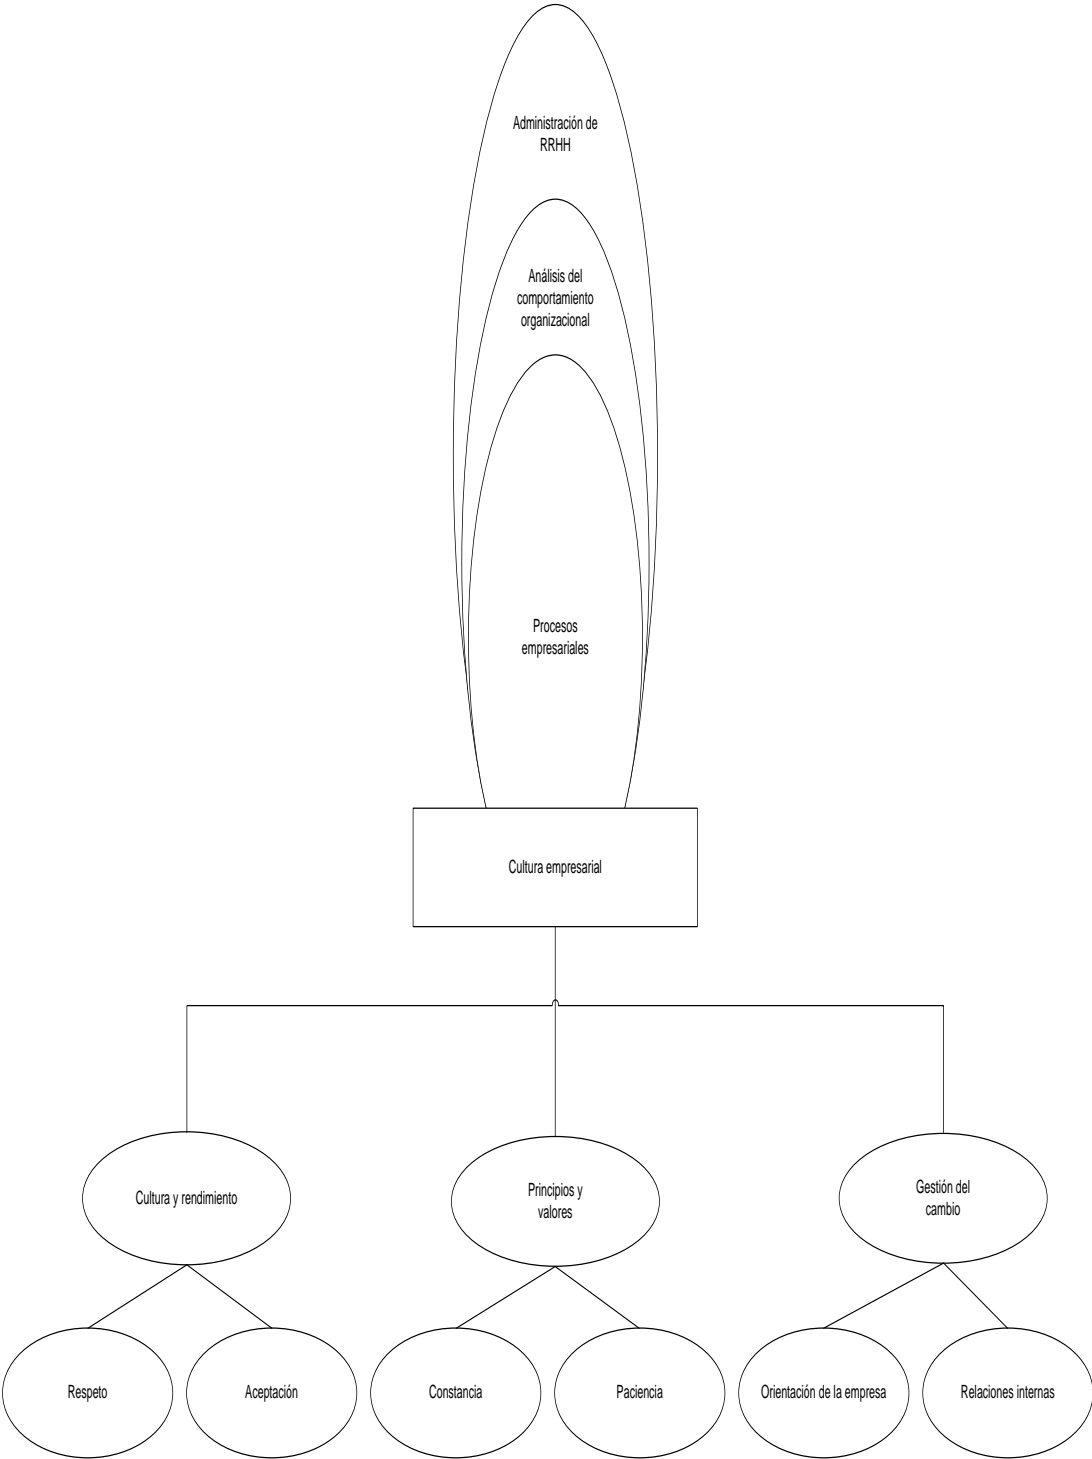 Administración de
RRHH
Análisis del
comportamiento
organizacional
Procesos
empresariales
Cultura empresarial
Cultura y rendimiento
Principios y
valores
Gestión del
cambio
Respeto
Aceptación
Constancia
Paciencia
Orientación de la empresa
Relaciones internas